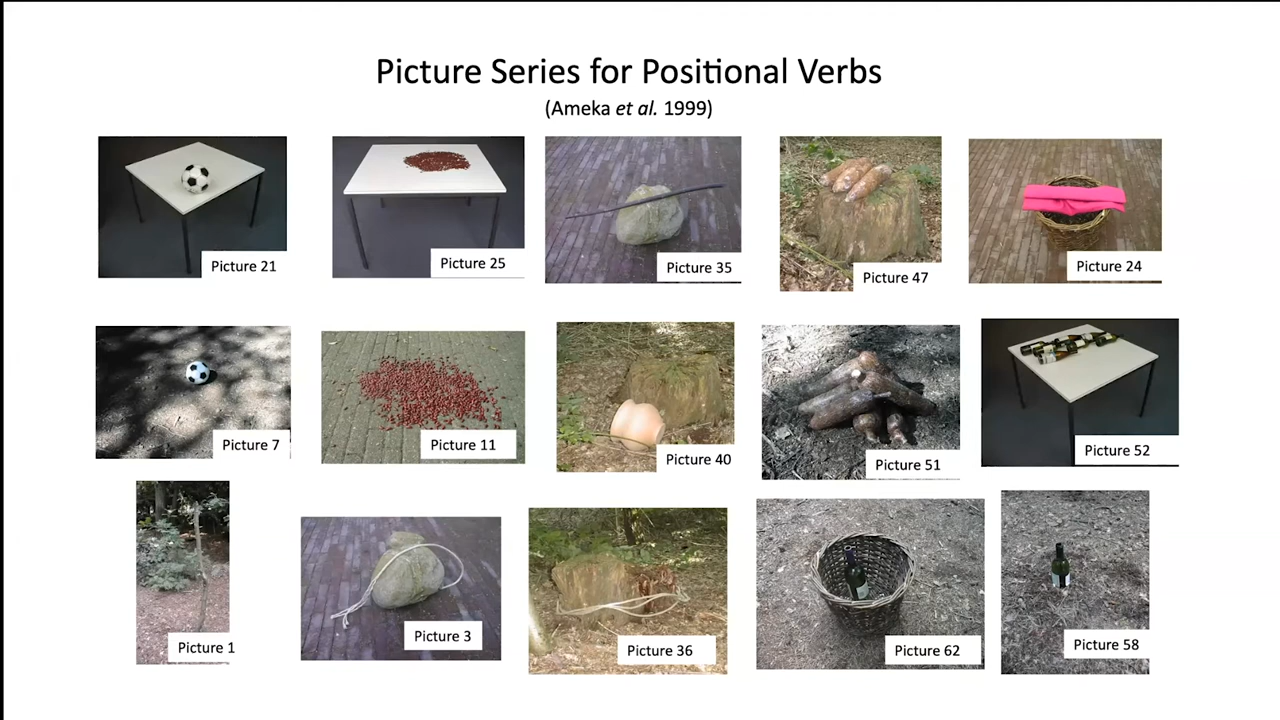 Picture Series for Positional Verbs
(Ameka et al. 1999)
Picture 21
Picture 25
Picture 35
Picture 47
Picture 24
Picture 7
Picture 11
Picture 40
Picture 51
Picture 52
Picture 1
Picture 3
Picture 36
Picture 62
Picture 58